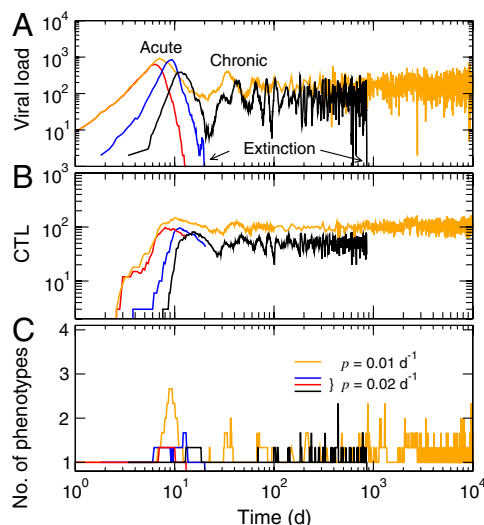 A
Viral load
10^4
10^3
10^2
10^1
1
Acute
Chronic
Extinction
B
CTL
10^3
10^2
10^1
C
No. of phenotypes
4
3
2
1
p = 0.01 d^-1
} p = 0.02 d^-1
10^0 10^1 10^2 10^3 10^4
Time (d)